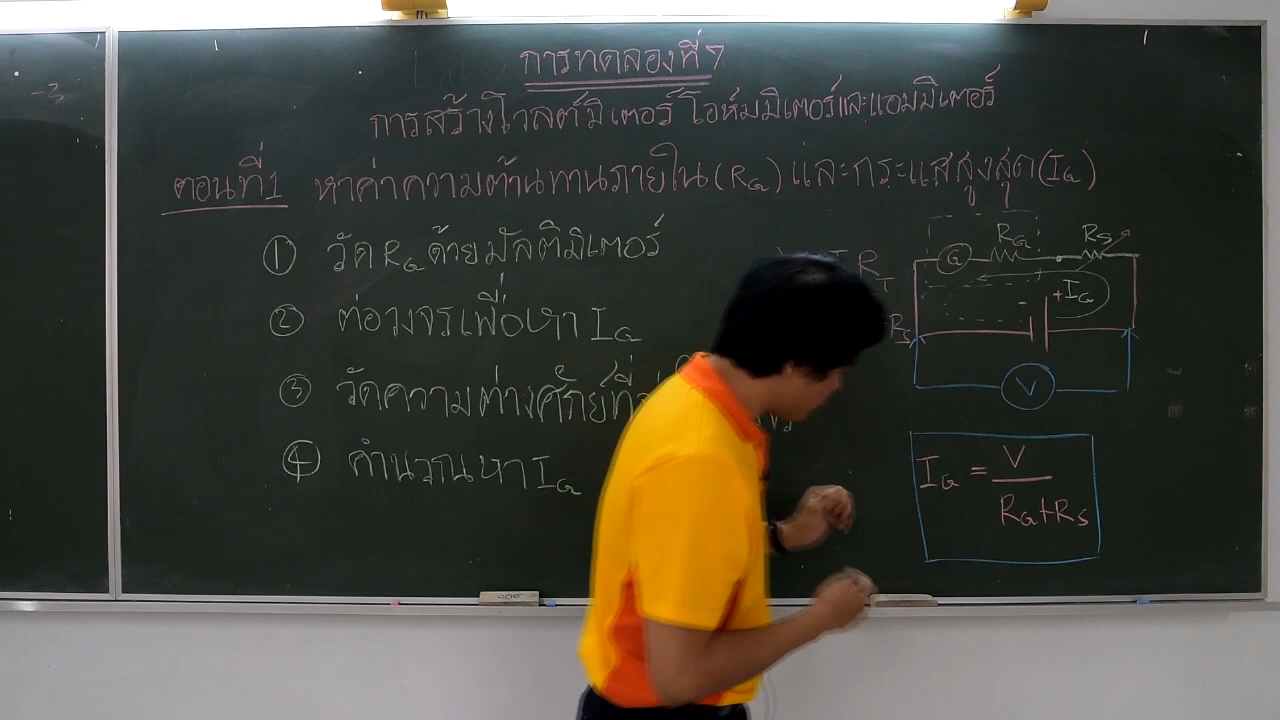 การทดลองที่ 7
การสร้างโวลต์มิเตอร์ โอห์มมิเตอร์และแอมมิเตอร์
ตอนที่ 1 หาค่าความต้านทานภายใน (RG) และกระแสสูงสุด (IG)
① วัด RG ด้วยมัลติมิเตอร์
② ต่อวงจรเพื่อหา IG
③ วัดความต่างศักย์ที่
④ คำนวณหา IG
-3
RT
RS
RG RS
G
- + IG
V
IG = V
RG+RS